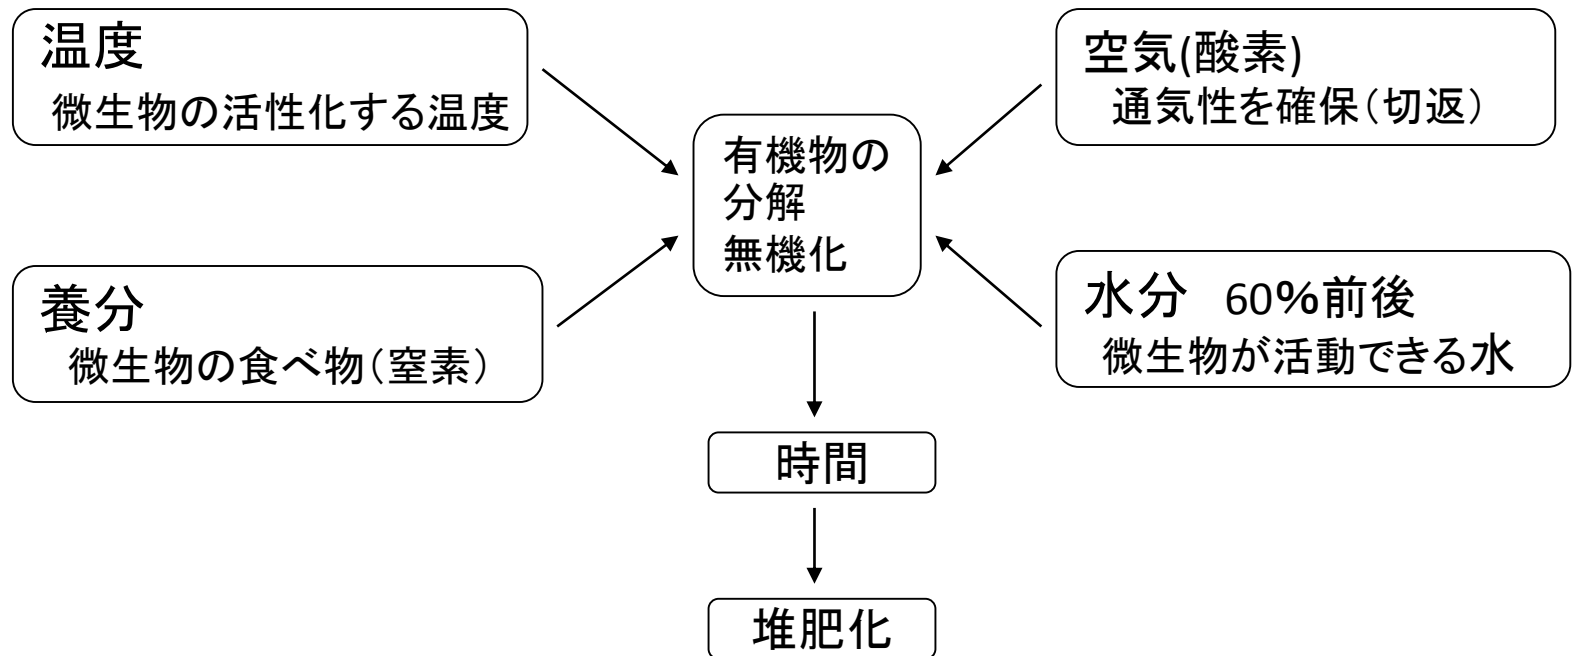 温度
微生物の活性化する温度
空気(酸素)
通気性を確保（切返）
有機物の
分解
無機化
養分
微生物の食べ物（窒素）
水分　60％前後
微生物が活動できる水
時間
堆肥化